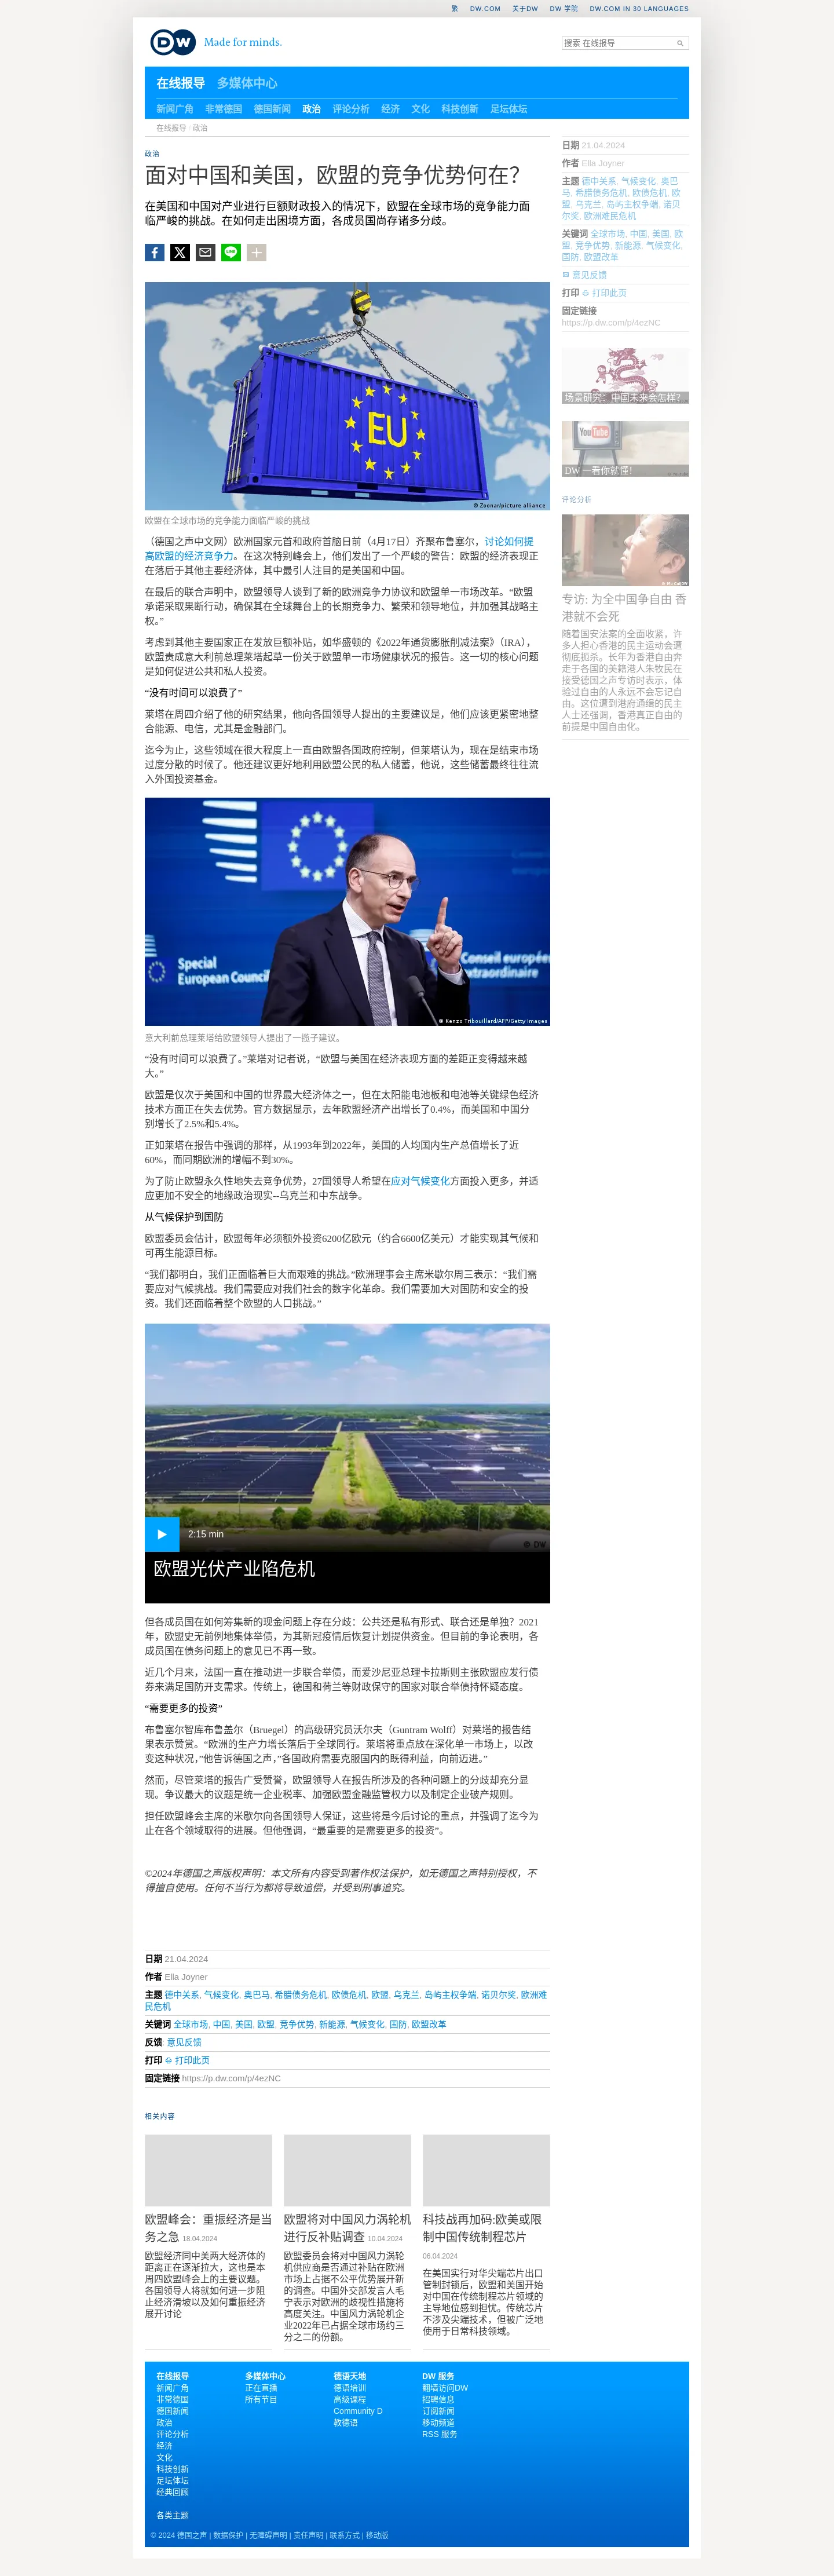 繁 DW.COM 关于DW DW 学院 DW.COM IN 30 LANGUAGES
DW Made for minds.
搜索 在线报导
在线报导 多媒体中心
新闻广角 非常德国 德国新闻 政治 评论分析 经济 文化 科技创新 足坛体坛
在线报导 / 政治
政治
面对中国和美国，欧盟的竞争优势何在？
在美国和中国对产业进行巨额财政投入的情况下，欧盟在全球市场的竞争能力面
临严峻的挑战。在如何走出困境方面，各成员国尚存诸多分歧。
EU
© Zoonar/picture alliance
欧盟在全球市场的竞争能力面临严峻的挑战
（德国之声中文网）欧洲国家元首和政府首脑日前（4月17日）齐聚布鲁塞尔，讨论如何提
高欧盟的经济竞争力。在这次特别峰会上，他们发出了一个严峻的警告：欧盟的经济表现正
在落后于其他主要经济体，其中最引人注目的是美国和中国。
在最后的联合声明中，欧盟领导人谈到了新的欧洲竞争力协议和欧盟单一市场改革。“欧盟
承诺采取果断行动，确保其在全球舞台上的长期竞争力、繁荣和领导地位，并加强其战略主
权。”
考虑到其他主要国家正在发放巨额补贴，如华盛顿的《2022年通货膨胀削减法案》（IRA），
欧盟责成意大利前总理莱塔起草一份关于欧盟单一市场健康状况的报告。这一切的核心问题
是如何促进公共和私人投资。
“没有时间可以浪费了”
莱塔在周四介绍了他的研究结果，他向各国领导人提出的主要建议是，他们应该更紧密地整
合能源、电信，尤其是金融部门。
迄今为止，这些领域在很大程度上一直由欧盟各国政府控制，但莱塔认为，现在是结束市场
过度分散的时候了。他还建议更好地利用欧盟公民的私人储蓄，他说，这些储蓄最终往往流
入外国投资基金。
Special
European Council
Extraordinary
European Council
© Kenzo Tribouillard/AFP/Getty Images
意大利前总理莱塔给欧盟领导人提出了一揽子建议。
“没有时间可以浪费了。”莱塔对记者说，“欧盟与美国在经济表现方面的差距正变得越来越
大。”
欧盟是仅次于美国和中国的世界最大经济体之一，但在太阳能电池板和电池等关键绿色经济
技术方面正在失去优势。官方数据显示，去年欧盟经济产出增长了0.4%，而美国和中国分
别增长了2.5%和5.4%。
正如莱塔在报告中强调的那样，从1993年到2022年，美国的人均国内生产总值增长了近
60%，而同期欧洲的增幅不到30%。
为了防止欧盟永久性地失去竞争优势，27国领导人希望在应对气候变化方面投入更多，并适
应更加不安全的地缘政治现实--乌克兰和中东战争。
从气候保护到国防
欧盟委员会估计，欧盟每年必须额外投资6200亿欧元（约合6600亿美元）才能实现其气候和
可再生能源目标。
“我们都明白，我们正面临着巨大而艰难的挑战。”欧洲理事会主席米歇尔周三表示：“我们需
要应对气候挑战。我们需要应对我们社会的数字化革命。我们需要加大对国防和安全的投
资。我们还面临着整个欧盟的人口挑战。”
© DW
2:15 min
欧盟光伏产业陷危机
但各成员国在如何筹集新的现金问题上存在分歧：公共还是私有形式、联合还是单独？2021
年，欧盟史无前例地集体举债，为其新冠疫情后恢复计划提供资金。但目前的争论表明，各
成员国在债务问题上的意见已不再一致。
近几个月来，法国一直在推动进一步联合举债，而爱沙尼亚总理卡拉斯则主张欧盟应发行债
券来满足国防开支需求。传统上，德国和荷兰等财政保守的国家对联合举债持怀疑态度。
“需要更多的投资”
布鲁塞尔智库布鲁盖尔（Bruegel）的高级研究员沃尔夫（Guntram Wolff）对莱塔的报告结
果表示赞赏。“欧洲的生产力增长落后于全球同行。莱塔将重点放在深化单一市场上，以改
变这种状况，”他告诉德国之声，”各国政府需要克服国内的既得利益，向前迈进。”
然而，尽管莱塔的报告广受赞誉，欧盟领导人在报告所涉及的各种问题上的分歧却充分显
现。争议最大的议题是统一企业税率、加强欧盟金融监管权力以及制定企业破产规则。
担任欧盟峰会主席的米歇尔向各国领导人保证，这些将是今后讨论的重点，并强调了迄今为
止在各个领域取得的进展。但他强调，“最重要的是需要更多的投资”。
©2024年德国之声版权声明：本文所有内容受到著作权法保护，如无德国之声特别授权，不
得擅自使用。任何不当行为都将导致追偿，并受到刑事追究。
日期 21.04.2024
作者 Ella Joyner
主题 德中关系, 气候变化, 奥巴马, 希腊债务危机, 欧债危机, 欧盟, 乌克兰, 岛屿主权争端, 诺贝尔奖, 欧洲难
民危机
关键词 全球市场, 中国, 美国, 欧盟, 竞争优势, 新能源, 气候变化, 国防, 欧盟改革
反馈: 意见反馈
打印 打印此页
固定链接 https://p.dw.com/p/4ezNC
日期 21.04.2024
作者 Ella Joyner
主题 德中关系, 气候变化, 奥巴
马, 希腊债务危机, 欧债危机, 欧
盟, 乌克兰, 岛屿主权争端, 诺贝
尔奖, 欧洲难民危机
关键词 全球市场, 中国, 美国, 欧
盟, 竞争优势, 新能源, 气候变化,
国防, 欧盟改革
意见反馈
打印 打印此页
固定链接
https://p.dw.com/p/4ezNC
场景研究：中国未来会怎样？
YouTube
DW 一看你就懂！
评论分析
专访: 为全中国争自由 香
港就不会死
随着国安法案的全面收紧，许
多人担心香港的民主运动会遭
彻底扼杀。长年为香港自由奔
走于各国的美籍港人朱牧民在
接受德国之声专访时表示，体
验过自由的人永远不会忘记自
由。这位遭到港府通缉的民主
人士还强调，香港真正自由的
前提是中国自由化。
相关内容
欧盟峰会：重振经济是当
务之急 18.04.2024
欧盟经济同中美两大经济体的
距离正在逐渐拉大，这也是本
周四欧盟峰会上的主要议题。
各国领导人将就如何进一步阻
止经济滑坡以及如何重振经济
展开讨论
欧盟将对中国风力涡轮机
进行反补贴调查 10.04.2024
欧盟委员会将对中国风力涡轮
机供应商是否通过补贴在欧洲
市场上占据不公平优势展开新
的调查。中国外交部发言人毛
宁表示对欧洲的歧视性措施将
高度关注。中国风力涡轮机企
业2022年已占据全球市场约三
分之二的份额。
科技战再加码:欧美或限
制中国传统制程芯片
06.04.2024
在美国实行对华尖端芯片出口
管制封锁后，欧盟和美国开始
对中国在传统制程芯片领域的
主导地位感到担忧。传统芯片
不涉及尖端技术，但被广泛地
使用于日常科技领域。
在线报导
新闻广角
非常德国
德国新闻
政治
评论分析
经济
文化
科技创新
足坛体坛
经典回顾
各类主题
多媒体中心
正在直播
所有节目
德语天地
德语培训
高级课程
Community D
教德语
DW 服务
翻墙访问DW
招聘信息
订阅新闻
移动频道
RSS 服务
© 2024 德国之声 | 数据保护 | 无障碍声明 | 责任声明 | 联系方式 | 移动版